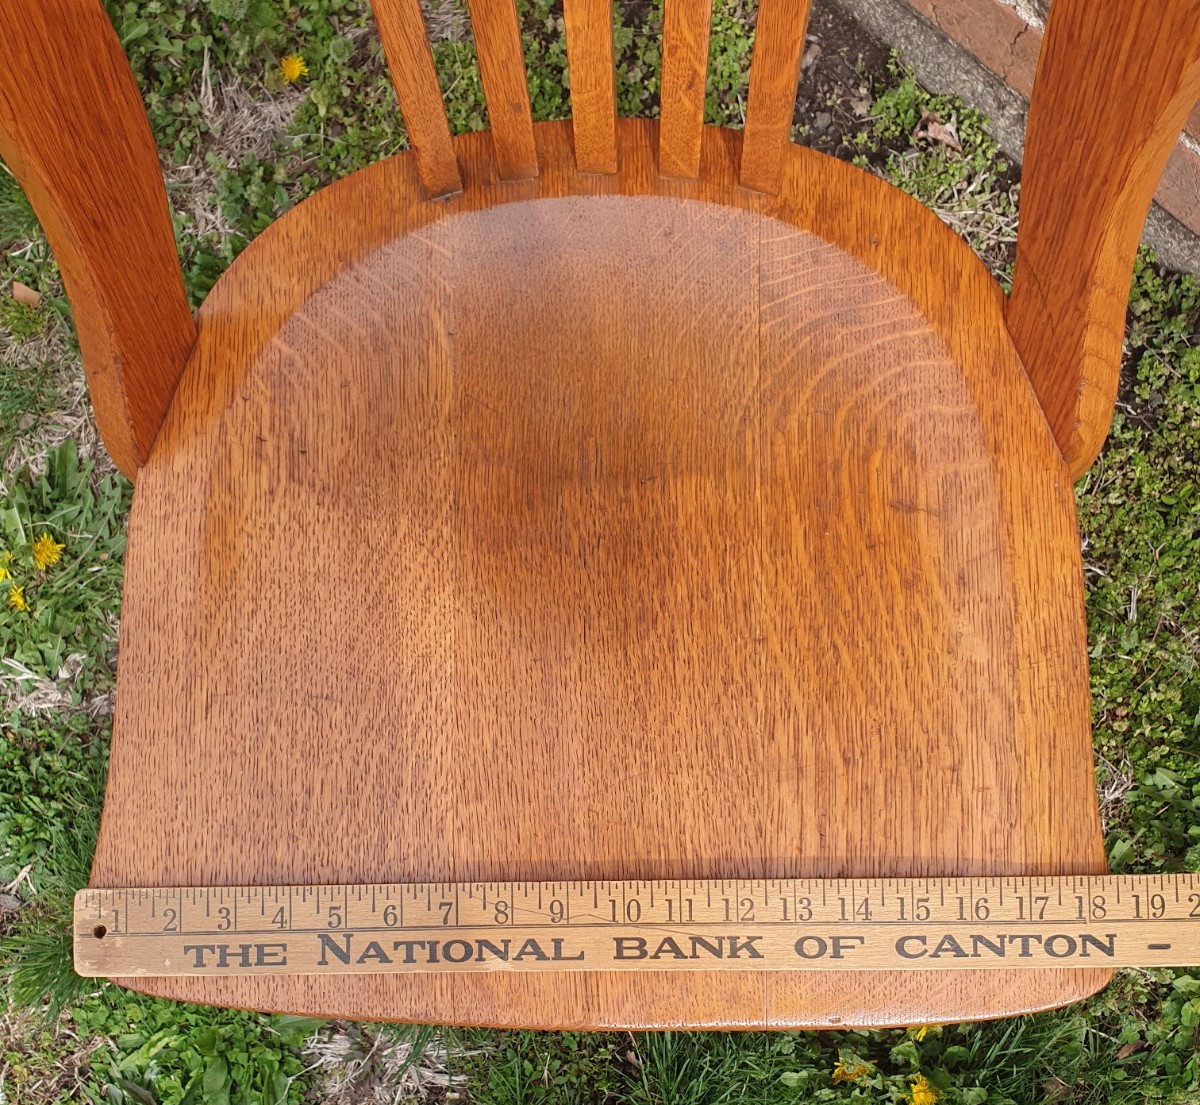 1 2 3 4 5 6 7 8 9 10 11 12 13 14 15 16 17 18 19
THE NATIONAL BANK OF CANTON -